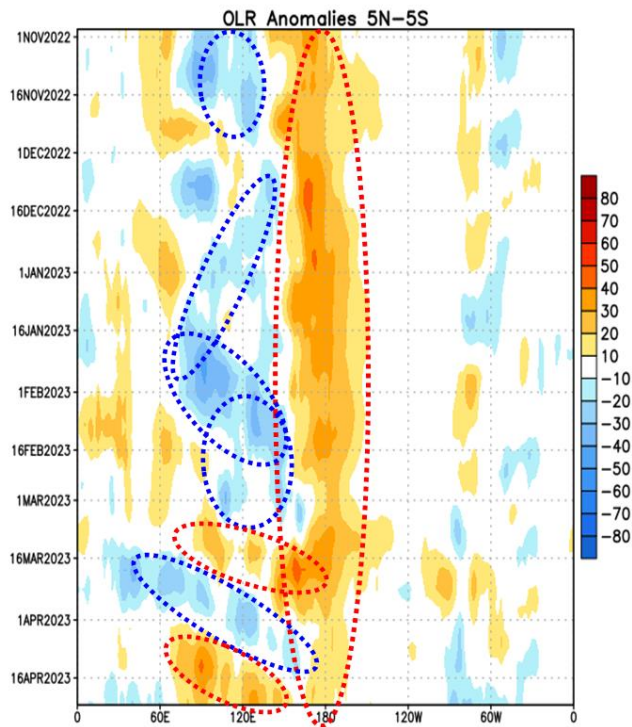 OLR Anomalies 5N-5S
1NOV2022
16NOV2022
1DEC2022
16DEC2022
1JAN2023
16JAN2023
1FEB2023
16FEB2023
1MAR2023
16MAR2023
1APR2023
16APR2023
0 60E 120E 180 120W 60W 0
80
70
60
50
40
30
20
10
-10
-20
-30
-40
-50
-60
-70
-80